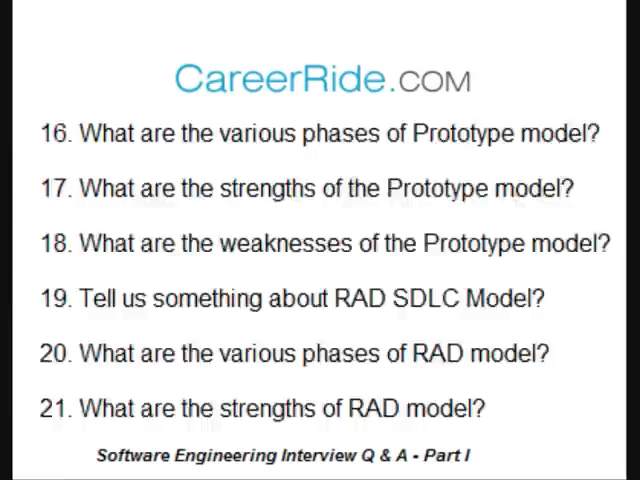 CareerRide.COM
16. What are the various phases of Prototype model?
17. What are the strengths of the Prototype model?
18. What are the weaknesses of the Prototype model?
19. Tell us something about RAD SDLC Model?
20. What are the various phases of RAD model?
21. What are the strengths of RAD model?
Software Engineering Interview Q & A - Part I